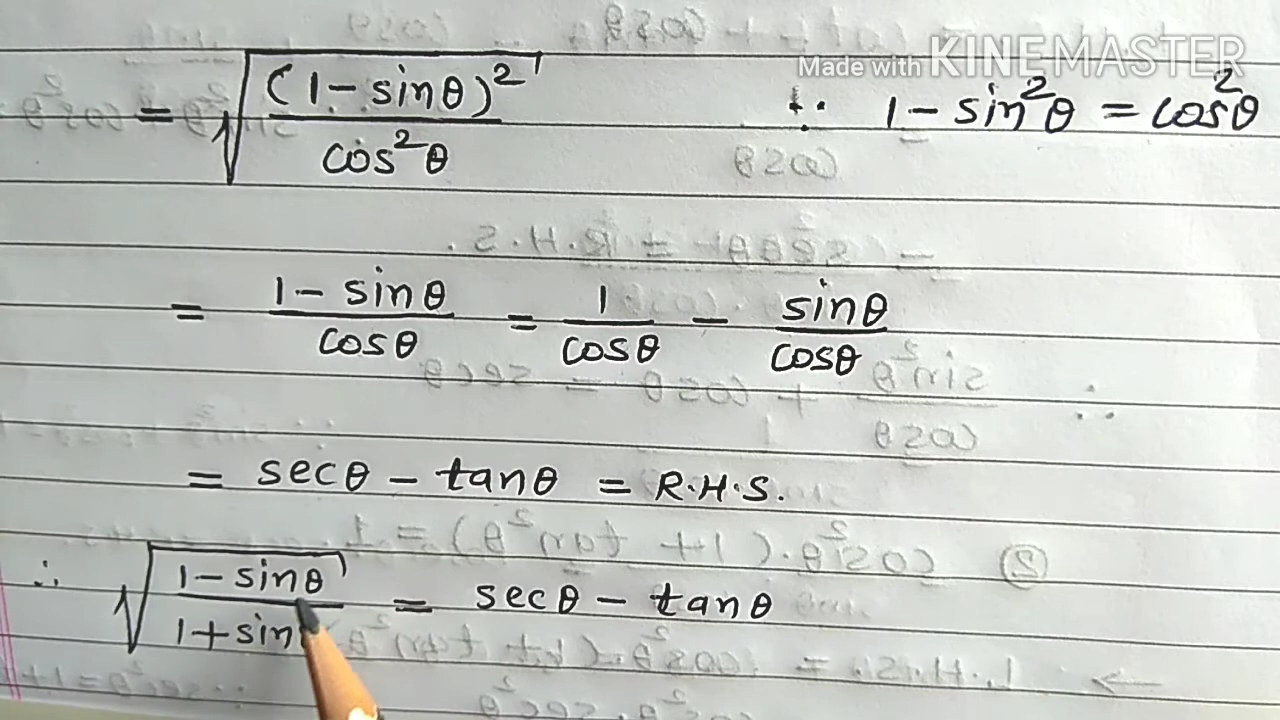 Made with KINEMASTER
= √((1 - sinθ)² / cos²θ) ∵ 1 - sin²θ = cos²θ
= (1 - sinθ) / cosθ = 1 / cosθ - sinθ / cosθ
= secθ - tanθ = R.H.S.
∴ √((1 - sinθ) / (1 + sin)) = secθ - tanθ